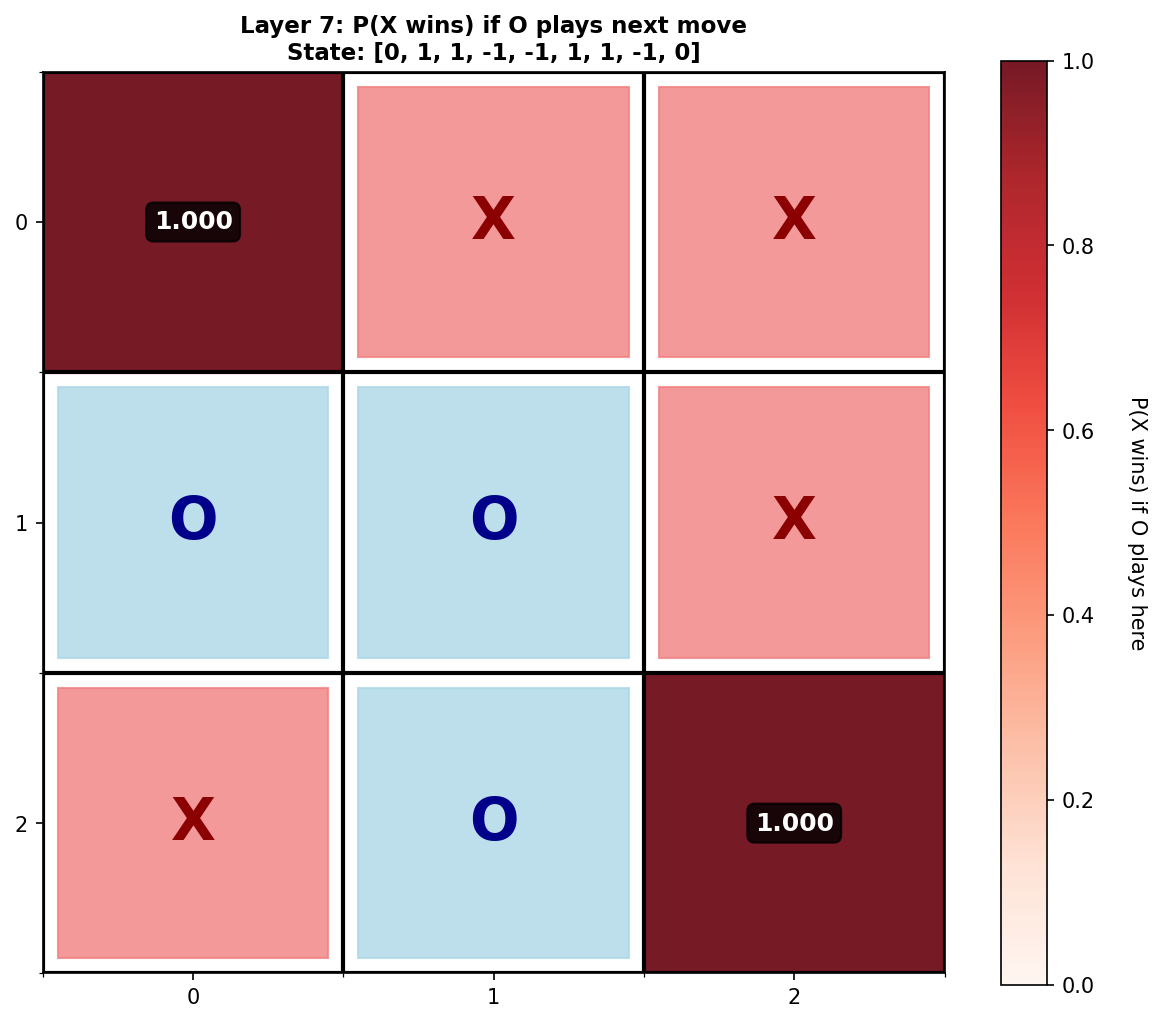 Layer 7: P(X wins) if O plays next move
State: [0, 1, 1, -1, -1, 1, 1, -1, 0]
1.000
X
X
O
O
X
X
O
1.000
0
1
2
0
1
2
1.0
0.8
0.6
0.4
0.2
0.0
P(X wins) if O plays here